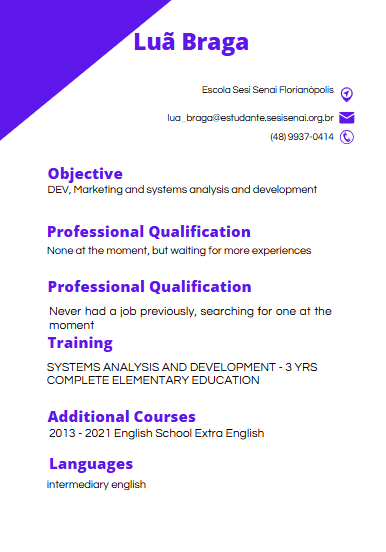 Luã Braga
Escola Sesi Senai Florianópolis
lua_braga@estudante.sesisenai.org.br
(48) 9937-0414
Objective
DEV, Marketing and systems analysis and development
Professional Qualification
None at the moment, but waiting for more experiences
Professional Qualification
Never had a job previously, searching for one at the
moment
Training
SYSTEMS ANALYSIS AND DEVELOPMENT - 3 YRS
COMPLETE ELEMENTARY EDUCATION
Additional Courses
2013 - 2021 English School Extra English
Languages
intermediary english